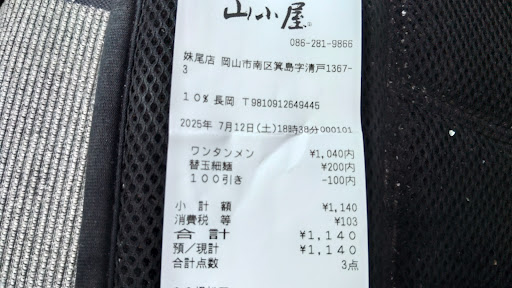 山小屋
086-281-9866
妹尾店 岡山市南区箕島字清戸1367-
3
10% 長岡 T9810912649445
2025年 7月12日(土)18時38分000101
ワンタンメン ¥1,040内
替玉細麺 ¥200内
100引き -100内
小 計 額 ¥1,140
消費税 等 ¥103
合 計 ¥1,140
預/現計 ¥1,140
合計点数 3点